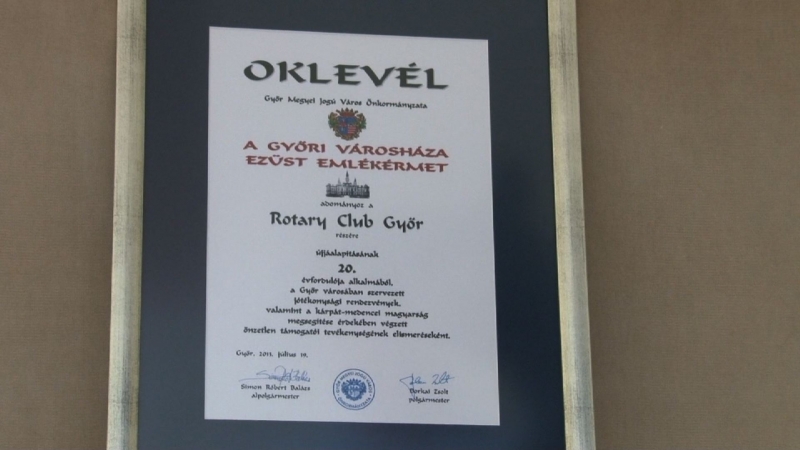 OKLEVÉL
Győr Megyei Jogú Város Önkormányzata
A GYŐRI VÁROSHÁZA
EZÜST EMLÉKÉRMET
adományoz a
Rotary Club Győr
részére
újjáalapításának
20.
évfordulója alkalmából,
a Győr városában szervezett
jótékonysági rendezvények,
valamint a kárpát-medencei magyarság
megsegítése érdekében végzett
önzetlen támogatói tevékenységének elismeréseként.
Győr, 2013. július 19.
Simon Róbert Balázs
alpolgármester
Borkai Zsolt
polgármester